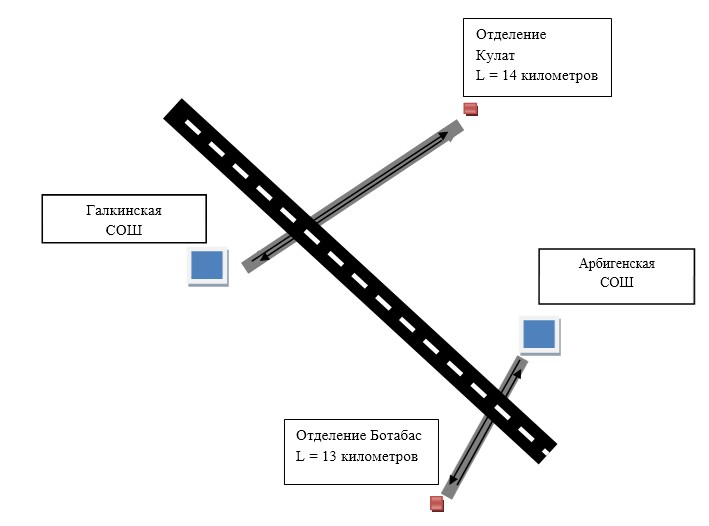 Отделение
Кулат
L = 14 километров
Галкинская
СОШ
Арбигенская
СОШ
Отделение Ботабас
L = 13 километров